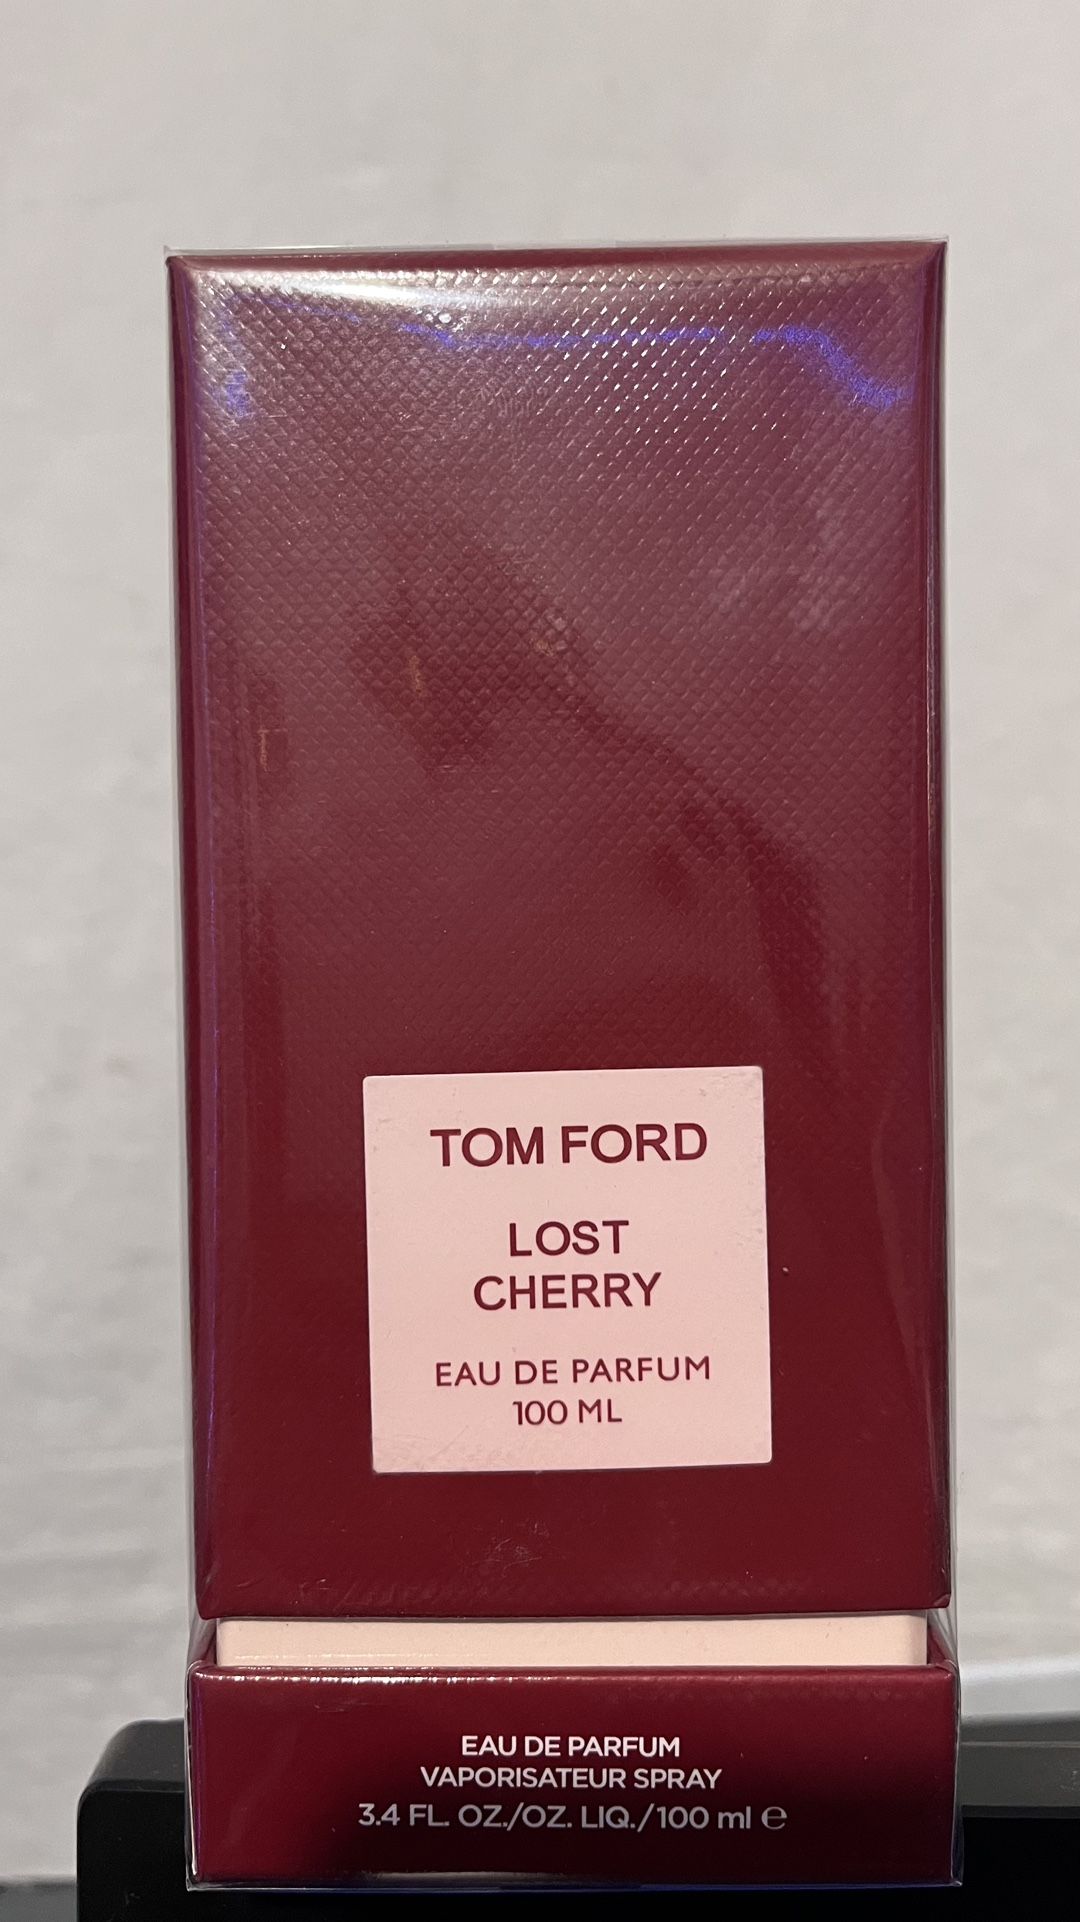 TOM FORD
LOST
CHERRY
EAU DE PARFUM
100 ML
EAU DE PARFUM
VAPORISATEUR SPRAY
3.4 FL. OZ./OZ. LIQ./100 ml ℮